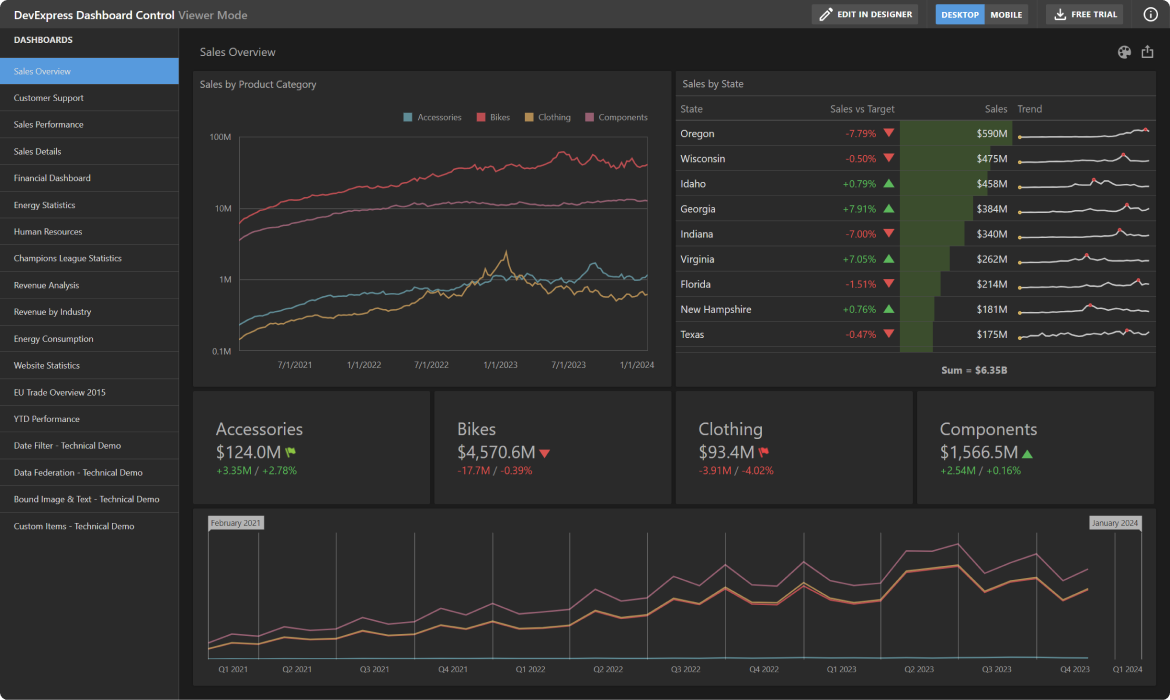 DevExpress Dashboard Control Viewer Mode
EDIT IN DESIGNER
DESKTOP MOBILE
FREE TRIAL
DASHBOARDS
Sales Overview
Customer Support
Sales Performance
Sales Details
Financial Dashboard
Energy Statistics
Human Resources
Champions League Statistics
Revenue Analysis
Revenue by Industry
Energy Consumption
Website Statistics
EU Trade Overview 2015
YTD Performance
Date Filter - Technical Demo
Data Federation - Technical Demo
Bound Image & Text - Technical Demo
Custom Items - Technical Demo
Sales Overview
Sales by Product Category
Accessories Bikes Clothing Components
100M
10M
1M
0.1M
7/1/2021 1/1/2022 7/1/2022 1/1/2023 7/1/2023 1/1/2024
Sales by State
State Sales vs Target Sales Trend
Oregon -7.79% $590M
Wisconsin -0.50% $475M
Idaho +0.79% $458M
Georgia +7.91% $384M
Indiana -7.00% $340M
Virginia +7.05% $262M
Florida -1.51% $214M
New Hampshire +0.76% $181M
Texas -0.47% $175M
Sum = $6.35B
Accessories
$124.0M
+3.35M / +2.78%
Bikes
$4,570.6M
-17.7M / -0.39%
Clothing
$93.4M
-3.91M / -4.02%
Components
$1,566.5M
+2.54M / +0.16%
February 2021
January 2024
Q1 2021 Q2 2021 Q3 2021 Q4 2021 Q1 2022 Q2 2022 Q3 2022 Q4 2022 Q1 2023 Q2 2023 Q3 2023 Q4 2023 Q1 2024